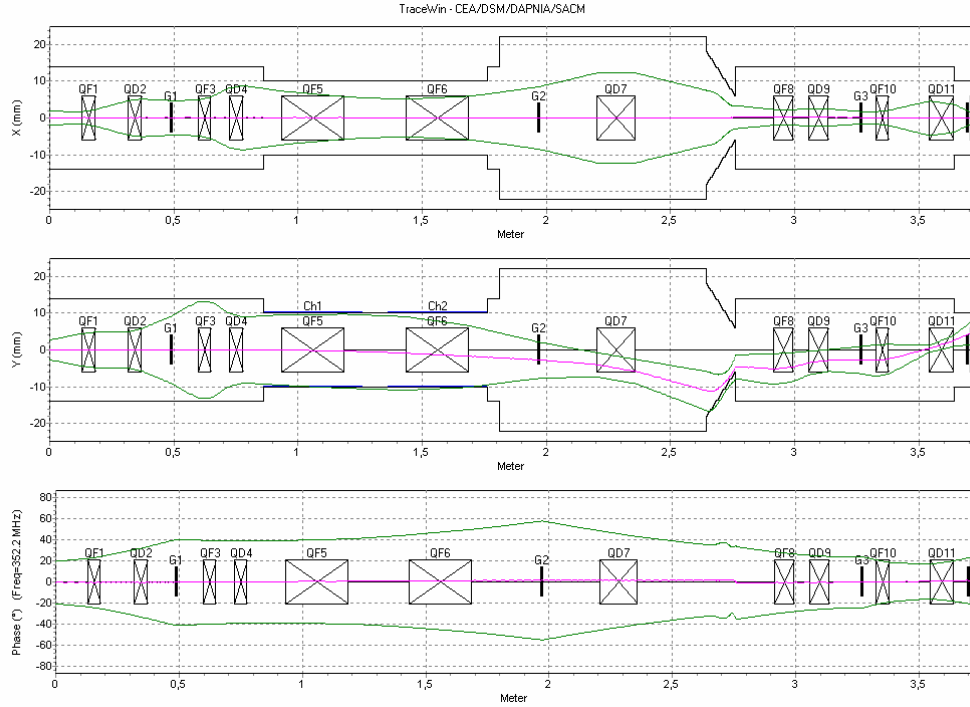 TraceWin - CEA/DSM/DAPNIA/SACM
X (mm)
20
10
0
-10
-20
QF1 QD2 G1 QF3 QD4 QF5 QF6 G2 QD7 QF8 QD9 G3 QF10 QD11
0 0,5 1 1,5 2 2,5 3 3,5
Meter
Y (mm)
20
10
0
-10
-20
Ch1 Ch2
QF1 QD2 G1 QF3 QD4 QF5 QF6 G2 QD7 QF8 QD9 G3 QF10 QD11
0 0,5 1 1,5 2 2,5 3 3,5
Meter
Phase (°) (Freq=352.2 MHz)
80
60
40
20
0
-20
-40
-60
-80
QF1 QD2 G1 QF3 QD4 QF5 QF6 G2 QD7 QF8 QD9 G3 QF10 QD11
0 0,5 1 1,5 2 2,5 3 3,5
Meter